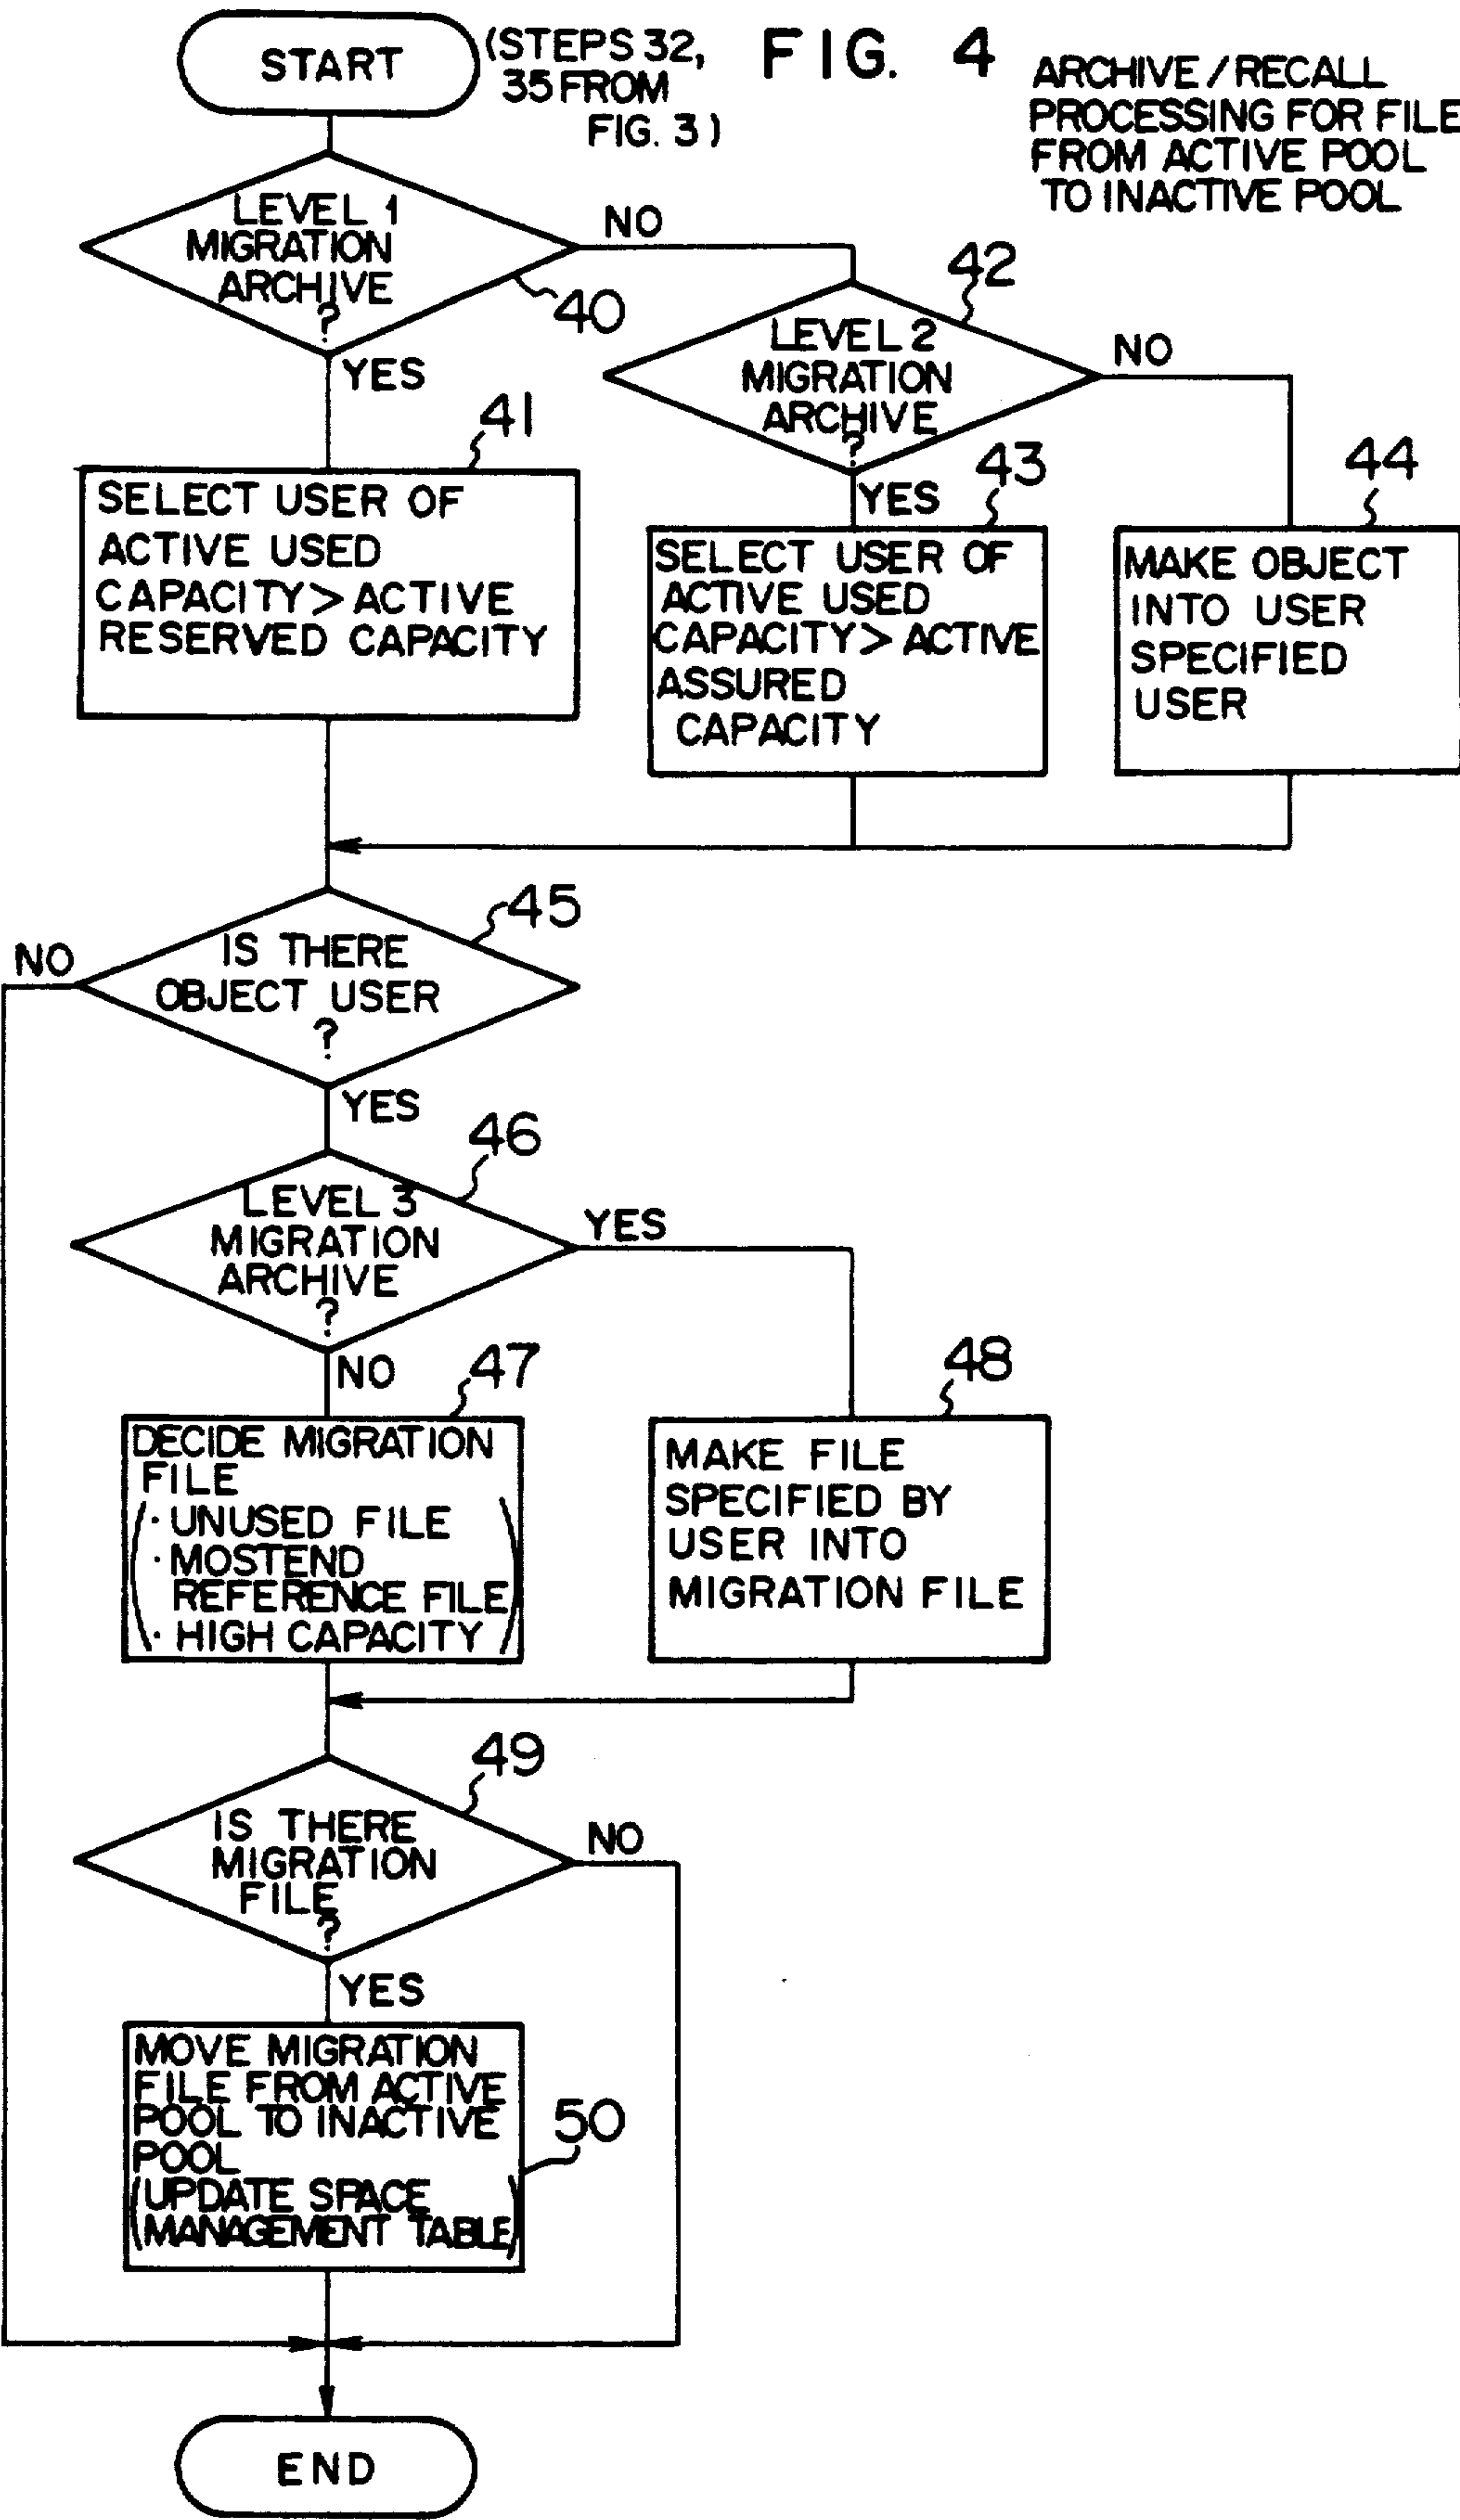 START
(STEPS 32,
35 FROM
FIG. 3)
FIG. 4
ARCHIVE/RECALL
PROCESSING FOR FILE
FROM ACTIVE POOL
TO INACTIVE POOL
LEVEL 1
MIGRATION
ARCHIVE
?
NO
40
YES
42
LEVEL 2
MIGRATION
ARCHIVE
?
NO
YES
41
SELECT USER OF
ACTIVE USED
CAPACITY > ACTIVE
RESERVED CAPACITY
43
SELECT USER OF
ACTIVE USED
CAPACITY > ACTIVE
ASSURED
CAPACITY
44
MAKE OBJECT
INTO USER
SPECIFIED
USER
45
IS THERE
OBJECT USER
?
NO
YES
46
LEVEL 3
MIGRATION
ARCHIVE
?
YES
NO
47
DECIDE MIGRATION
FILE
(· UNUSED FILE
· MOSTEND
REFERENCE FILE
· HIGH CAPACITY)
48
MAKE FILE
SPECIFIED BY
USER INTO
MIGRATION FILE
49
IS THERE
MIGRATION
FILE
?
NO
YES
MOVE MIGRATION
FILE FROM ACTIVE
POOL TO INACTIVE
POOL
(UPDATE SPACE
MANAGEMENT TABLE)
50
END